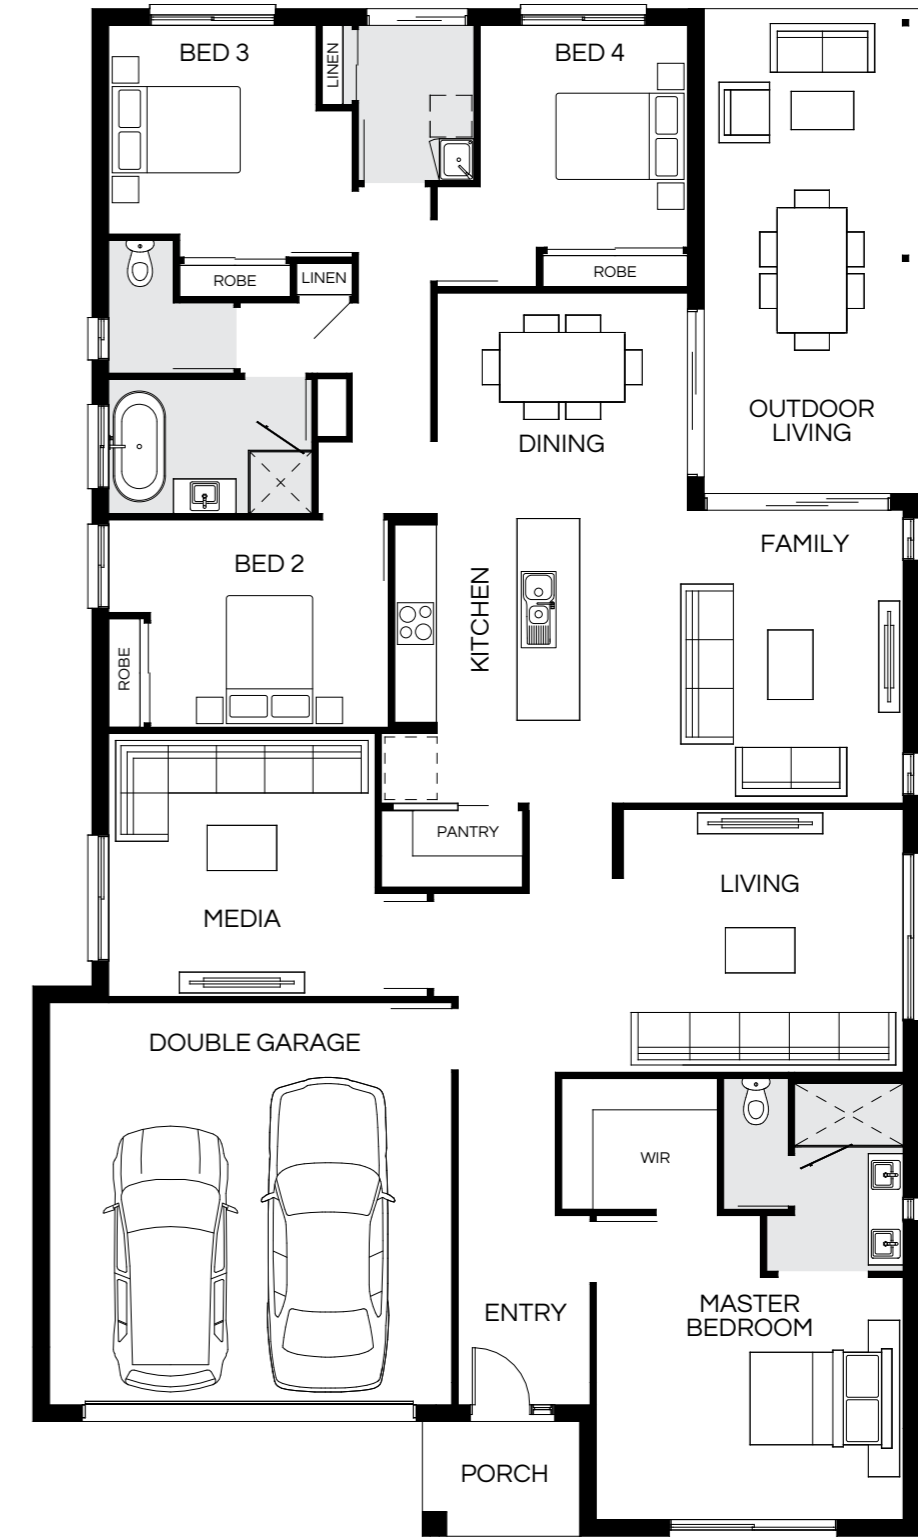 BED 3
LINEN
BED 4
ROBE
LINEN
ROBE
OUTDOOR
LIVING
DINING
FAMILY
BED 2
KITCHEN
ROBE
PANTRY
LIVING
MEDIA
DOUBLE GARAGE
WIR
ENTRY
MASTER
BEDROOM
PORCH